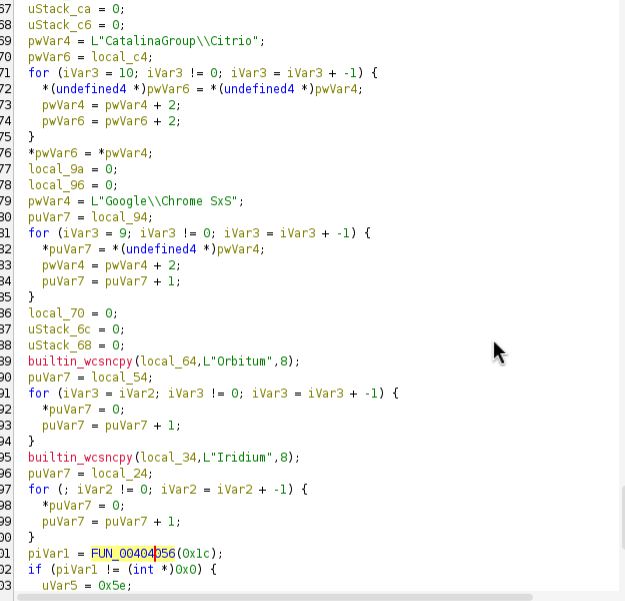 67 uStack_ca = 0;
68 uStack_c6 = 0;
69 pwVar4 = L"CatalinaGroup\\Citrio";
70 pwVar6 = local_c4;
71 for (iVar3 = 10; iVar3 != 0; iVar3 = iVar3 + -1) {
72 *(undefined4 *)pwVar6 = *(undefined4 *)pwVar4;
73 pwVar4 = pwVar4 + 2;
74 pwVar6 = pwVar6 + 2;
75 }
76 *pwVar6 = *pwVar4;
77 local_9a = 0;
78 local_96 = 0;
79 pwVar4 = L"Google\\Chrome SxS";
80 puVar7 = local_94;
81 for (iVar3 = 9; iVar3 != 0; iVar3 = iVar3 + -1) {
82 *puVar7 = *(undefined4 *)pwVar4;
83 pwVar4 = pwVar4 + 2;
84 puVar7 = puVar7 + 1;
85 }
86 local_70 = 0;
87 uStack_6c = 0;
88 uStack_68 = 0;
89 builtin_wcsncpy(local_64,L"Orbitum",8);
90 puVar7 = local_54;
91 for (iVar3 = iVar2; iVar3 != 0; iVar3 = iVar3 + -1) {
92 *puVar7 = 0;
93 puVar7 = puVar7 + 1;
94 }
95 builtin_wcsncpy(local_34,L"Iridium",8);
96 puVar7 = local_24;
97 for (; iVar2 != 0; iVar2 = iVar2 + -1) {
98 *puVar7 = 0;
99 puVar7 = puVar7 + 1;
00 }
01 piVar1 = FUN_00404056(0x1c);
02 if (piVar1 != (int *)0x0) {
03 uVar5 = 0x5e;